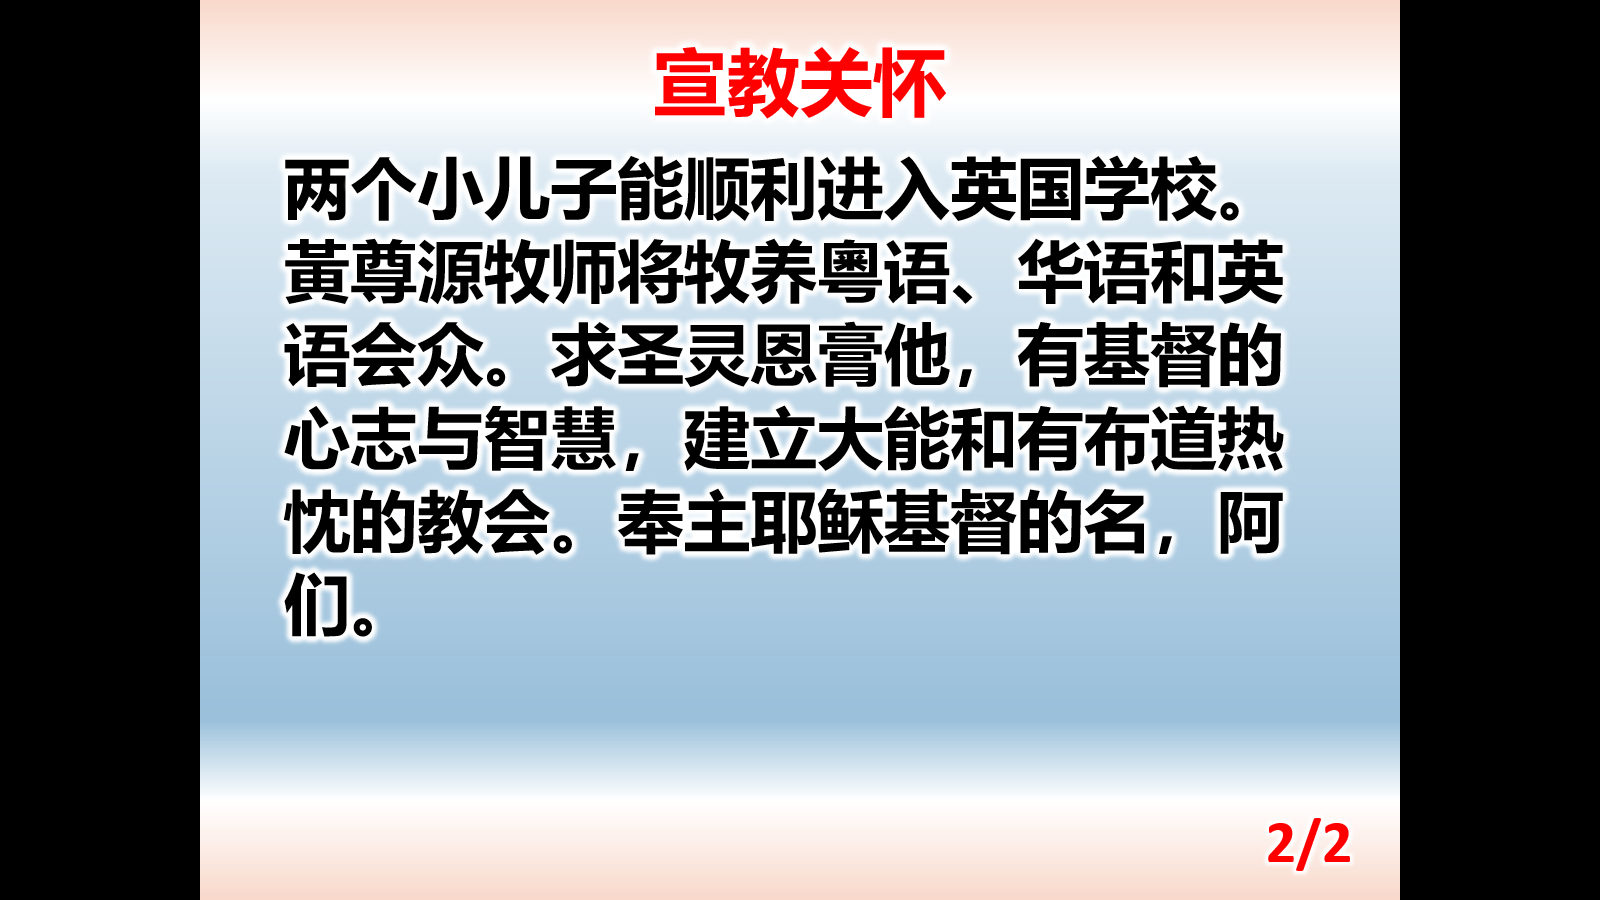 宣教关怀
两个小儿子能顺利进入英国学校。
黃尊源牧师将牧养粤语、华语和英
语会众。求圣灵恩膏他，有基督的
心志与智慧，建立大能和有布道热
忱的教会。奉主耶稣基督的名，阿
们。
2/2